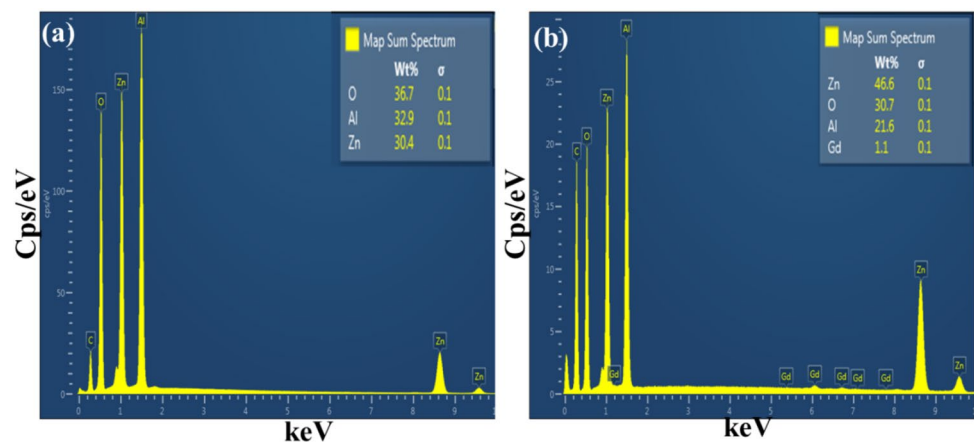 (a)
Al
Map Sum Spectrum
Wt% σ
O 36.7 0.1
Al 32.9 0.1
Zn 30.4 0.1
150
O
Zn
100
Cps/eV
cps/eV
50
C
Zn
Zn
0
0 1 2 3 4 5 6 7 8 9
keV
(b)
Al
Map Sum Spectrum
Wt% σ
Zn 46.6 0.1
O 30.7 0.1
Al 21.6 0.1
Gd 1.1 0.1
25
Zn
20
C
O
15
Cps/eV
cps/eV
10
Zn
5
Gd
Gd
Gd
Gd
Gd
Gd
Zn
0
0 1 2 3 4 5 6 7 8 9
keV